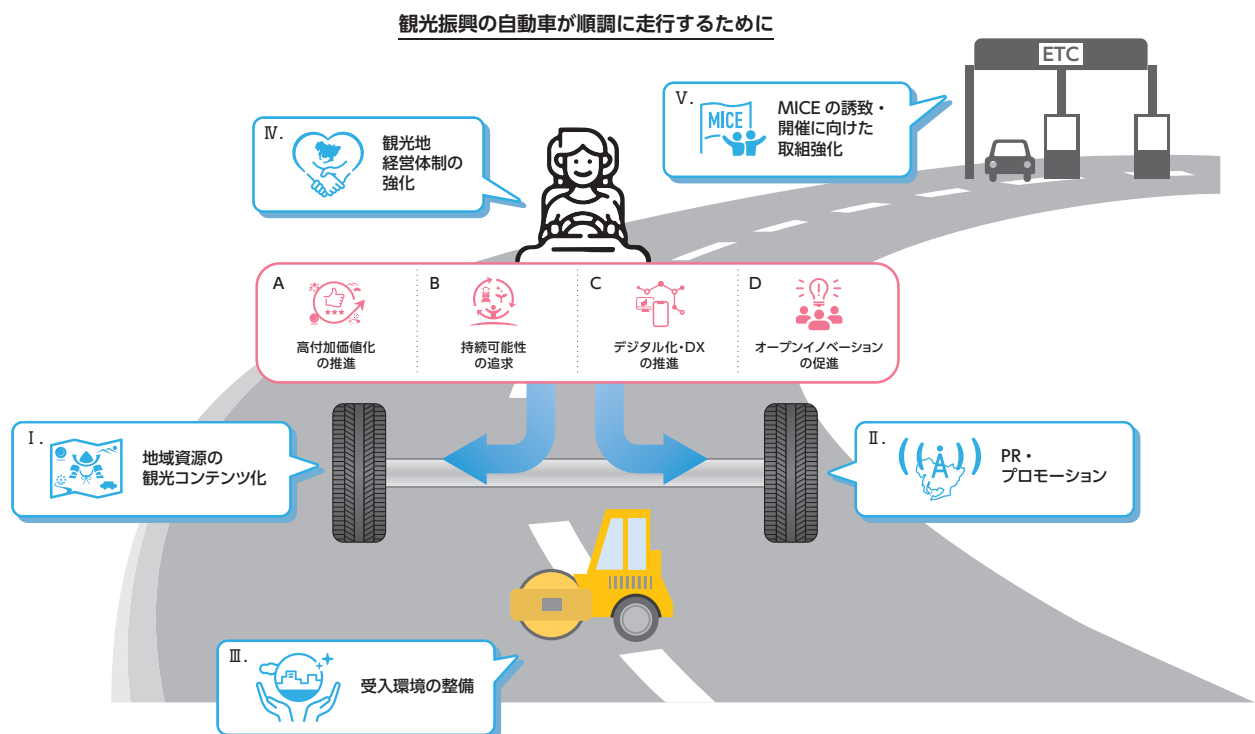 観光振興の自動車が順調に走行するために
ETC
Ⅴ.
MICE
MICE の誘致・
開催に向けた
取組強化
Ⅳ.
観光地
経営体制の
強化
A
高付加価値化
の推進
B
持続可能性
の追求
C
デジタル化・DX
の推進
D
オープンイノベーション
の促進
Ⅰ.
地域資源の
観光コンテンツ化
Ⅱ.
PR・
プロモーション
Ⅲ.
受入環境の整備